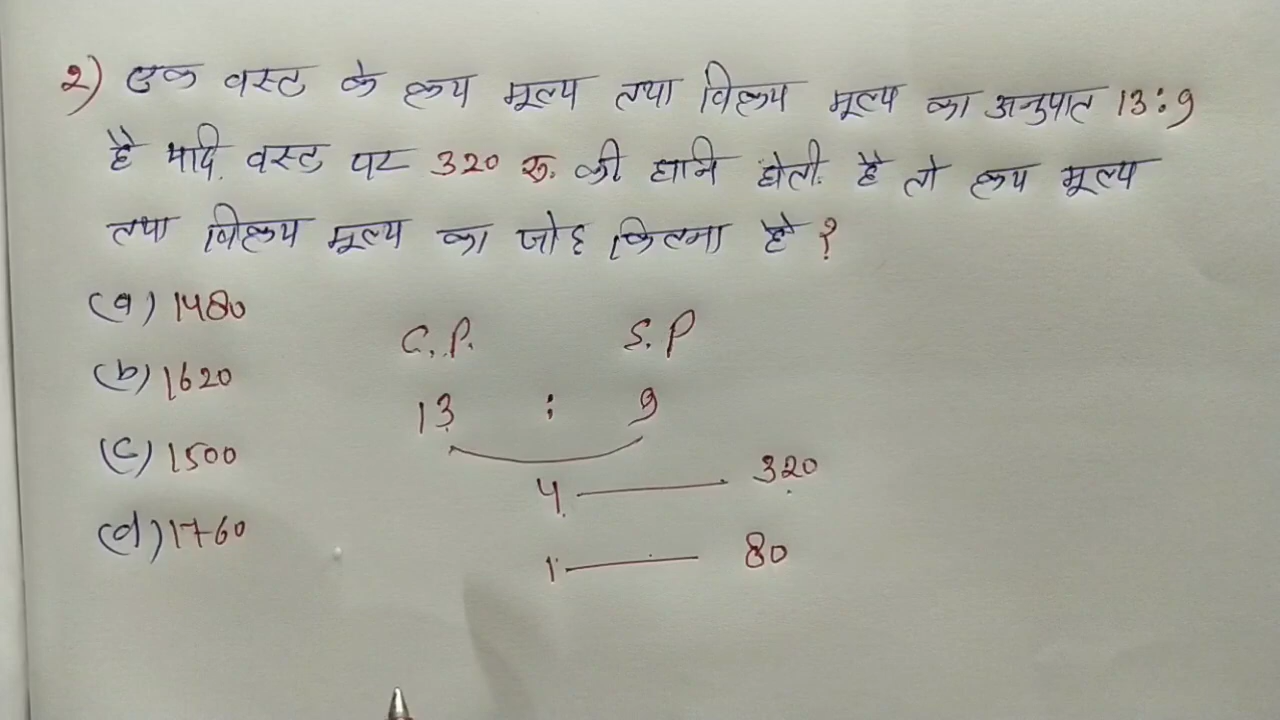 २) एक वस्तु के क्रय मूल्य तथा विक्रय मूल्य का अनुपात 13:9
है यदि वस्तु पर 320 रु. की हानि होती है तो क्रय मूल्य
तथा विक्रय मूल्य का जोड़ कितना है ?
(a) 1480
(b) 1620
(c) 1500
(d) 1760
C.P. S.P
13 : 9
4 — 320
1 — 80